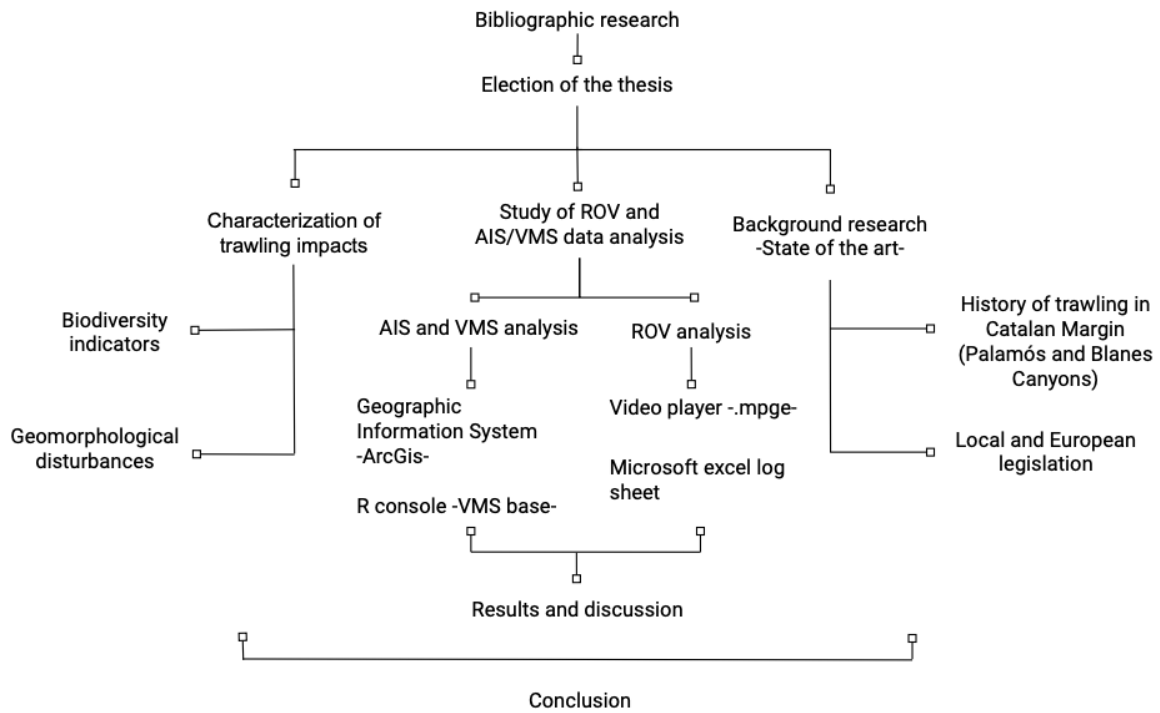 Bibliographic research
Election of the thesis
Characterization of
trawling impacts
Study of ROV and
AIS/VMS data analysis
Background research
-State of the art-
Biodiversity
indicators
AIS and VMS analysis
ROV analysis
History of trawling in
Catalan Margin
(Palamós and Blanes
Canyons)
Geomorphological
disturbances
Geographic
Information System
-ArcGis-
R console -VMS base-
Video player -.mpge-
Microsoft excel log
sheet
Local and European
legislation
Results and discussion
Conclusion